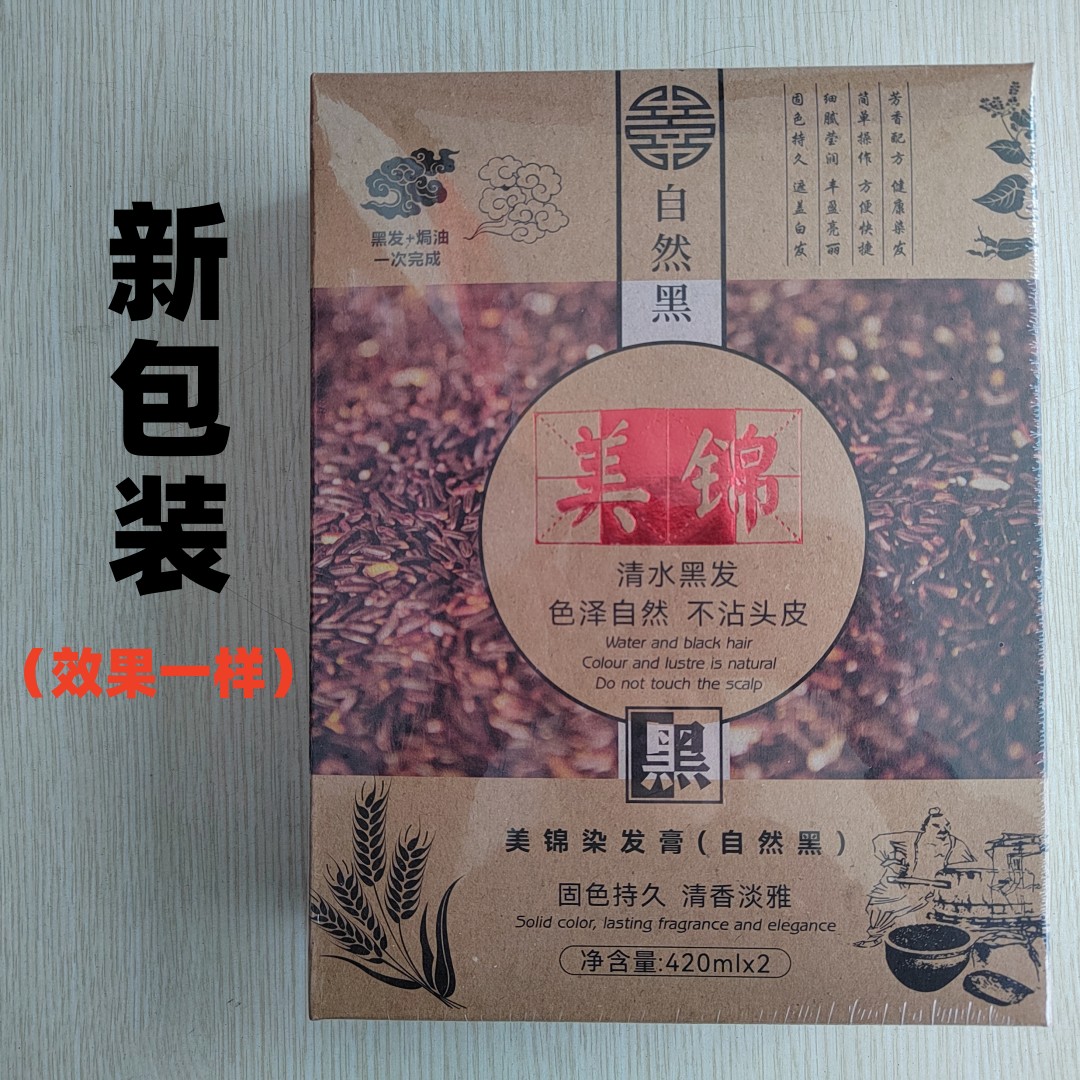 新包装
（效果一样）
黑发+焗油
一次完成
自然黑
芳香配方 健康染发
简单操作 方便快捷
细腻莹润 丰盈亮丽
固色持久 遮盖白发
美锦
清水黑发
色泽自然 不沾头皮
Water and black hair
Colour and lustre is natural
Do not touch the scalp
黑
美锦染发膏(自然黑)
固色持久 清香淡雅
Solid color, lasting fragrance and elegance
净含量:420mlx2